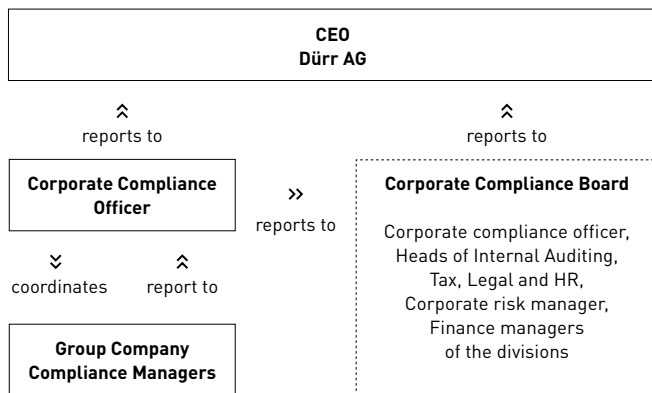 CEO
Dürr AG
reports to
reports to
Corporate Compliance
Officer
reports to
coordinates
report to
Group Company
Compliance Managers
Corporate Compliance Board
Corporate compliance officer,
Heads of Internal Auditing,
Tax, Legal and HR,
Corporate risk manager,
Finance managers
of the divisions